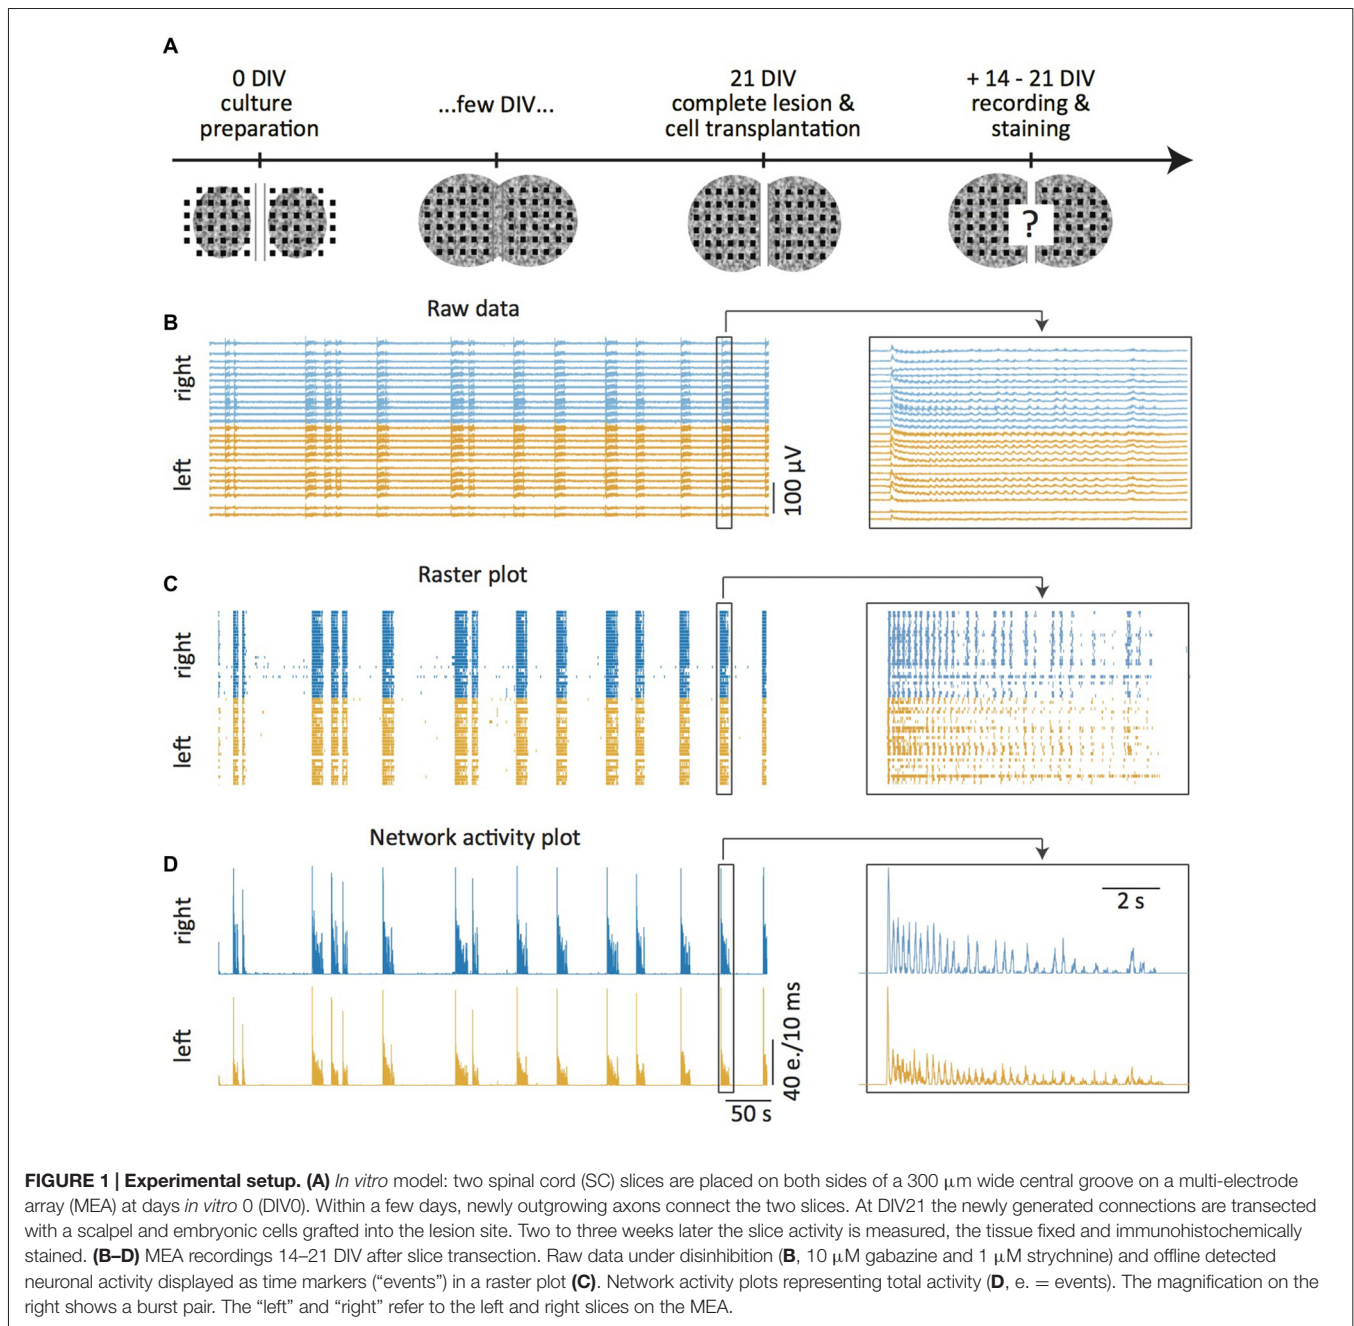 A
0 DIV
culture
preparation
...few DIV...
21 DIV
complete lesion &
cell transplantation
+ 14 - 21 DIV
recording &
staining
?
B
Raw data
right
left
100 µV
C
Raster plot
right
left
D
Network activity plot
right
left
40 e./10 ms
50 s
2 s
FIGURE 1 | Experimental setup. (A) In vitro model: two spinal cord (SC) slices are placed on both sides of a 300 µm wide central groove on a multi-electrode
array (MEA) at days in vitro 0 (DIV0). Within a few days, newly outgrowing axons connect the two slices. At DIV21 the newly generated connections are transected
with a scalpel and embryonic cells grafted into the lesion site. Two to three weeks later the slice activity is measured, the tissue fixed and immunohistochemically
stained. (B–D) MEA recordings 14–21 DIV after slice transection. Raw data under disinhibition (B, 10 µM gabazine and 1 µM strychnine) and offline detected
neuronal activity displayed as time markers (“events”) in a raster plot (C). Network activity plots representing total activity (D, e. = events). The magnification on the
right shows a burst pair. The “left” and “right” refer to the left and right slices on the MEA.